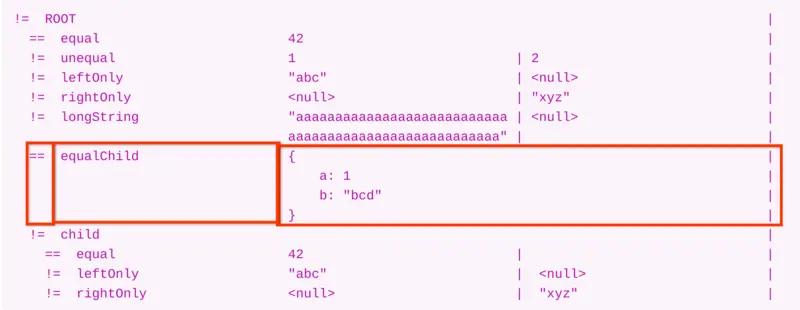 !=  ROOT                                                                                       |
  ==  equal                     42                                                           |
  !=  unequal                   1                            | 2                             |
  !=  leftOnly                  "abc"                        | <null>                        |
  !=  rightOnly                 <null>                       | "xyz"                         |
  !=  longString                "aaaaaaaaaaaaaaaaaaaaaaaaaaa | <null>                        |
                                aaaaaaaaaaaaaaaaaaaaaaaaaaa" |                               |
  ==  equalChild                {                                                            |
                                    a: 1                                                     |
                                    b: "bcd"                                                 |
                                }                                                            |
  !=  child                                                                                  |
    ==  equal                   42                           |                               |
    !=  leftOnly                "abc"                        |  <null>                       |
    !=  rightOnly               <null>                       |  "xyz"                        |